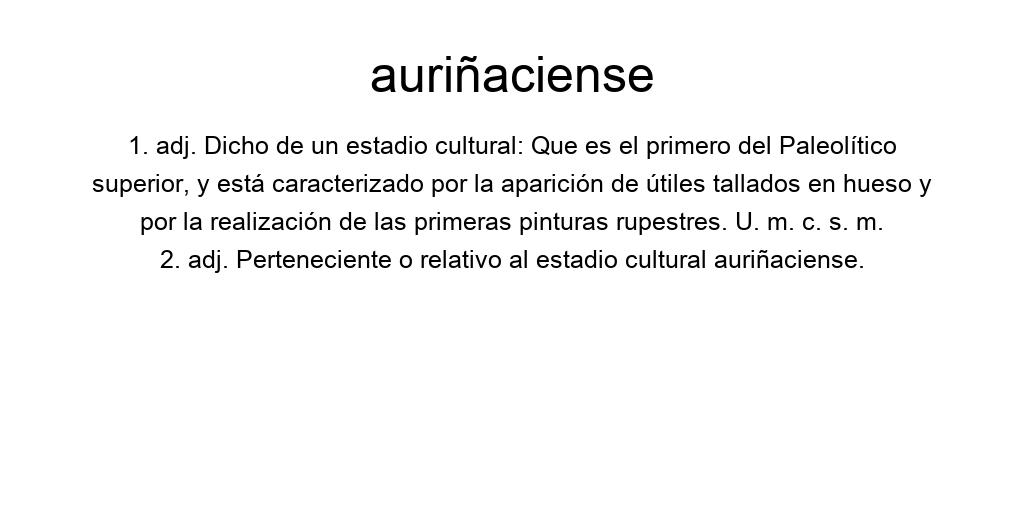 auriñaciense
1. adj. Dicho de un estadio cultural: Que es el primero del Paleolítico
superior, y está caracterizado por la aparición de útiles tallados en hueso y
por la realización de las primeras pinturas rupestres. U. m. c. s. m.
2. adj. Perteneciente o relativo al estadio cultural auriñaciense.